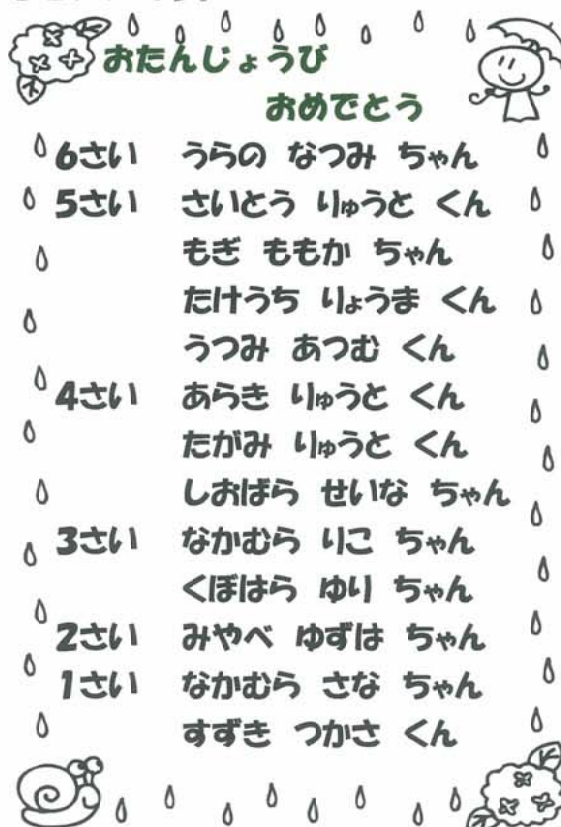 おたんじょうび
おめでとう
6さい うらの なつみ ちゃん
5さい さいとう りゅうと くん
もぎ ももか ちゃん
たけうち りょうま くん
うつみ あつむ くん
4さい あらき りゅうと くん
たがみ りゅうと くん
しおばら せいな ちゃん
3さい なかむら りこ ちゃん
くぼはら ゆり ちゃん
2さい みやべ ゆずは ちゃん
1さい なかむら さな ちゃん
すずき つかさ くん